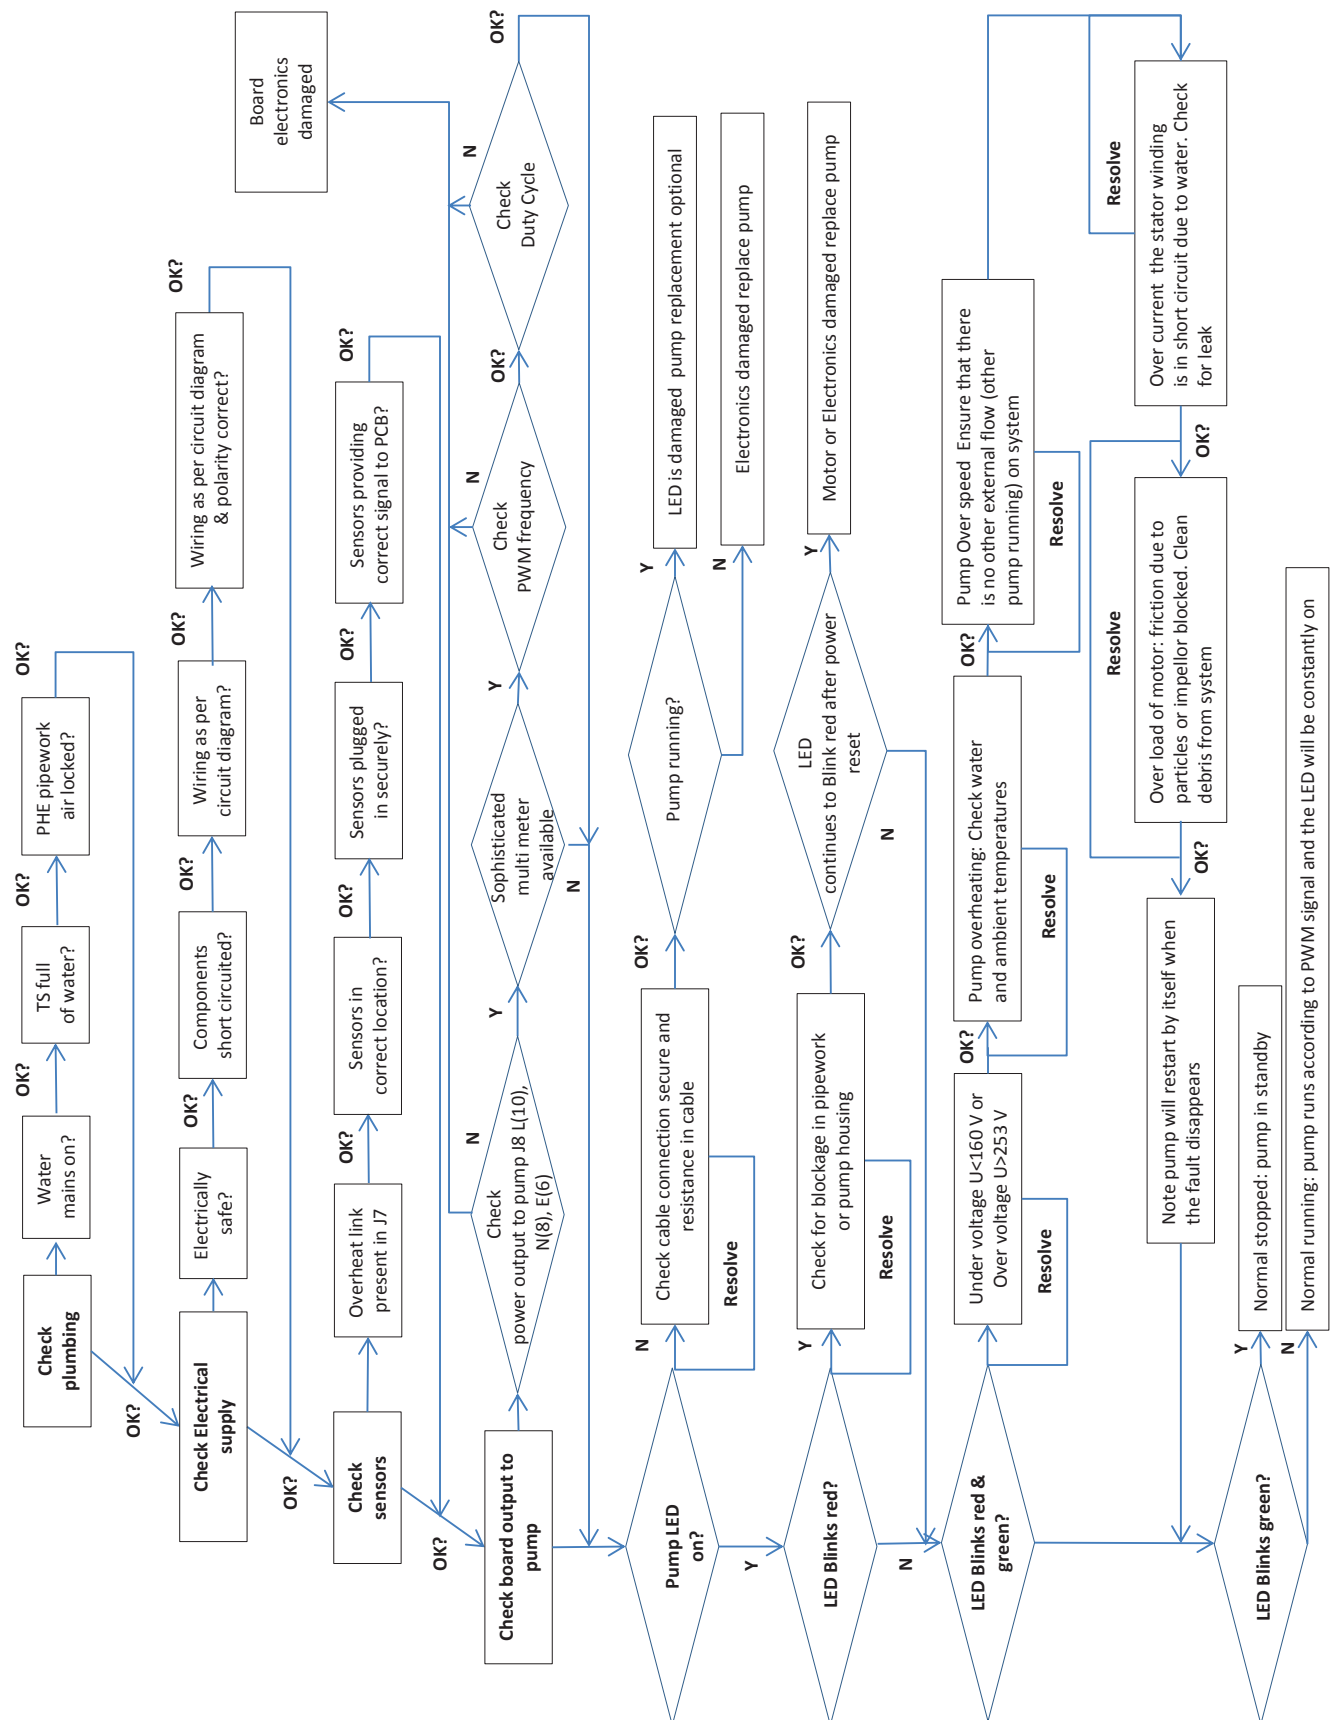 Check
plumbing
Water
mains on?
OK?
TS full
of water?
OK?
PHE pipework
air locked?
OK?
OK?
Check Electrical
supply
Electrically
safe?
OK?
Components
short circuited?
OK?
Wiring as per
circuit diagram?
OK?
Wiring as per circuit diagram
& polarity correct?
OK?
OK?
Check
sensors
Overheat link
present in J7
OK?
Sensors in
correct location?
OK?
Sensors plugged
in securely?
OK?
Sensors providing
correct signal to PCB?
OK?
Board
electronics
damaged
OK?
Check board output to
pump
Check
power output to pump J8 L(10),
N(8), E(6)
N
Y
Sophisticated
multi meter
available
Y
N
Check
PWM frequency
N
OK?
Check
Duty Cycle
N
OK?
Pump LED
on?
N
Y
Check cable connection secure and
resistance in cable
Resolve
OK?
Pump running?
Y
N
LED is damaged pump replacement optional
Electronics damaged replace pump
LED Blinks red?
Y
N
Check for blockage in pipework
or pump housing
Resolve
OK?
LED
continues to Blink red after power
reset
Y
N
Motor or Electronics damaged replace pump
LED Blinks red &
green?
Under voltage U<160 V or
Over voltage U>253 V
Resolve
OK?
Pump overheating: Check water
and ambient temperatures
Resolve
OK?
Pump Over speed Ensure that there
is no other external flow (other
pump running) on system
Resolve
Resolve
Over current the stator winding
is in short circuit due to water. Check
for leak
OK?
Resolve
Over load of motor: friction due to
particles or impellor blocked. Clean
debris from system
OK?
Note pump will restart by itself when
the fault disappears
LED Blinks green?
Y
N
Normal stopped: pump in standby
Normal running: pump runs according to PWM signal and the LED will be constantly on